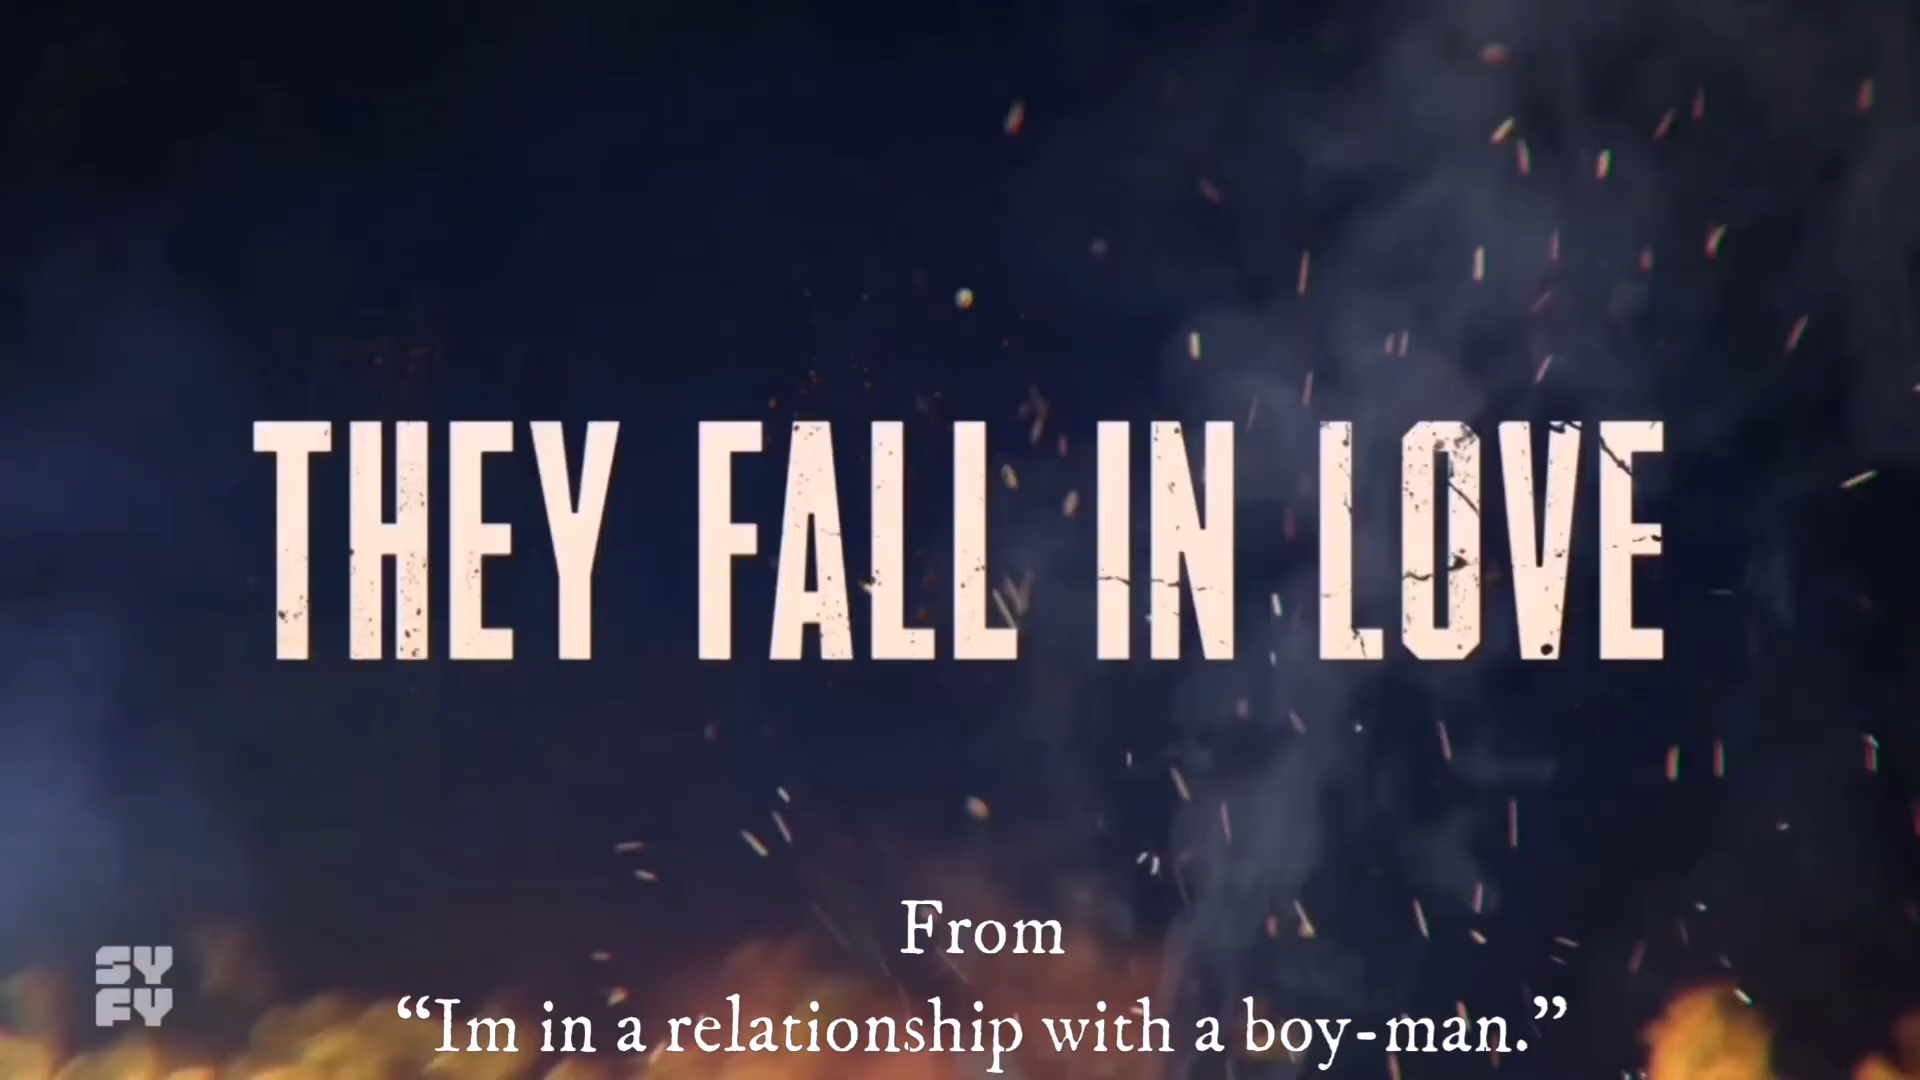 THEY FALL IN LOVE
From
“Im in a relationship with a boy-man.”
SY
FY